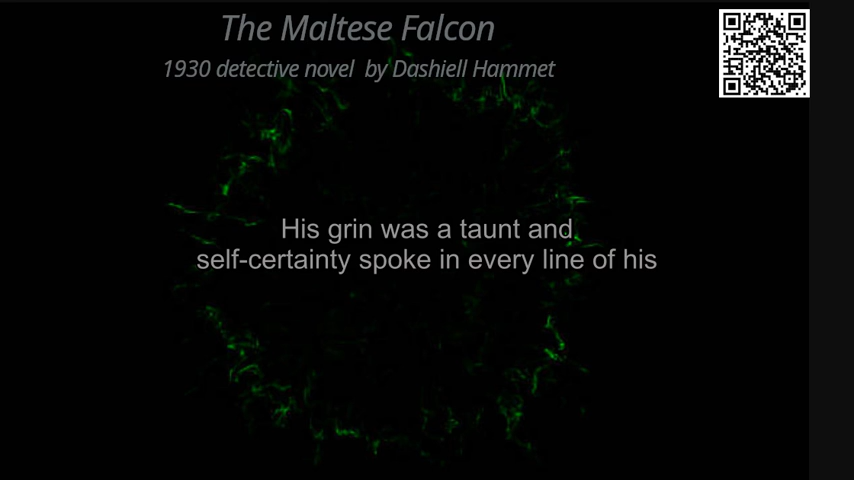 The Maltese Falcon
1930 detective novel by Dashiell Hammet
His grin was a taunt and
self-certainty spoke in every line of his